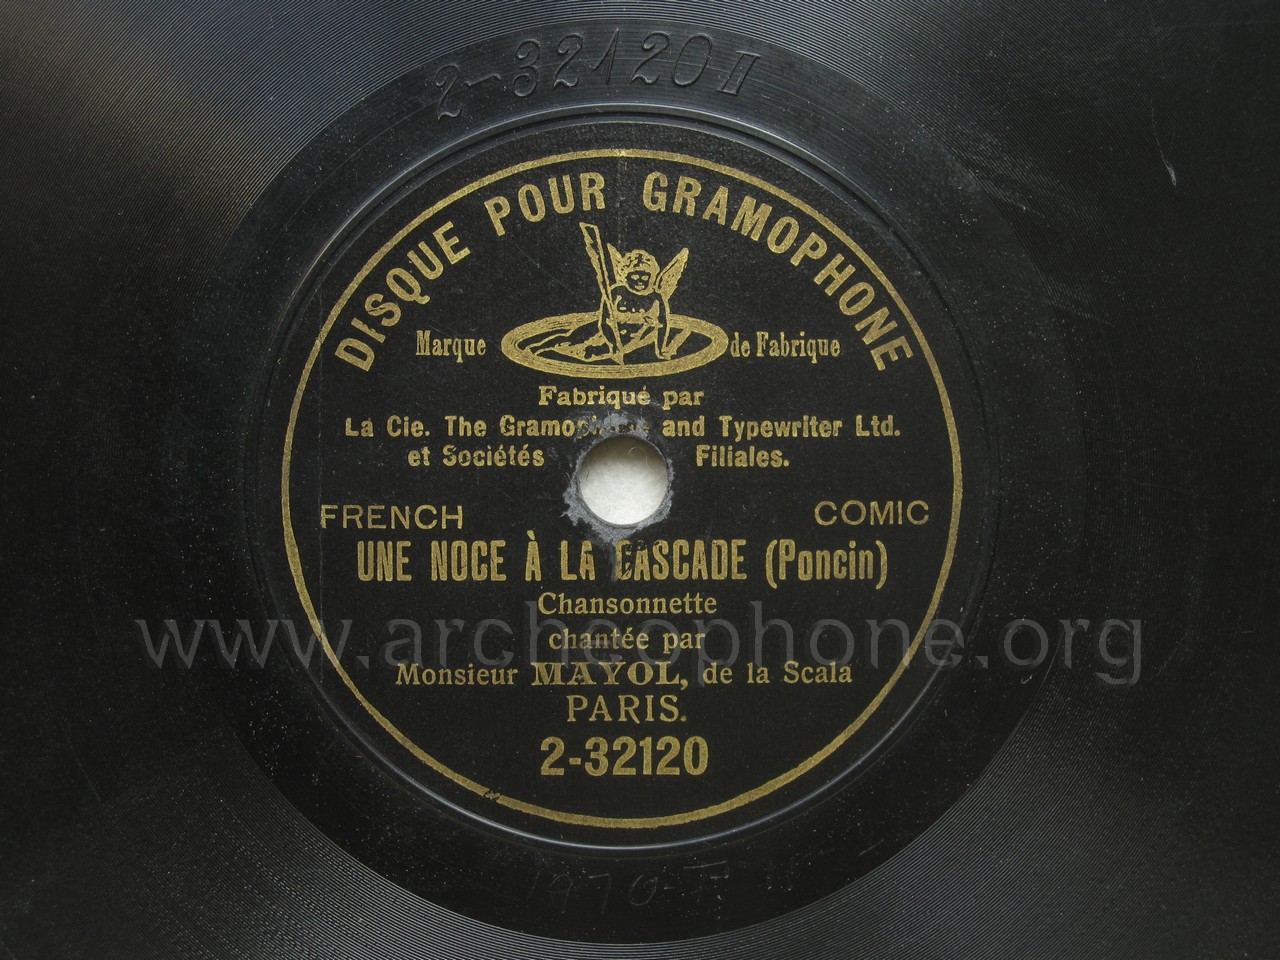 2-32120 II
DISQUE POUR GRAMOPHONE
Marque de Fabrique
Fabriqué par
La Cie. The Gramophone and Typewriter Ltd.
et Sociétés Filiales.
FRENCH COMIC
UNE NOCE À LA CASCADE (Poncin)
Chansonnette
www.archeophone.org
chantée par
Monsieur MAYOL, de la Scala
PARIS.
2-32120